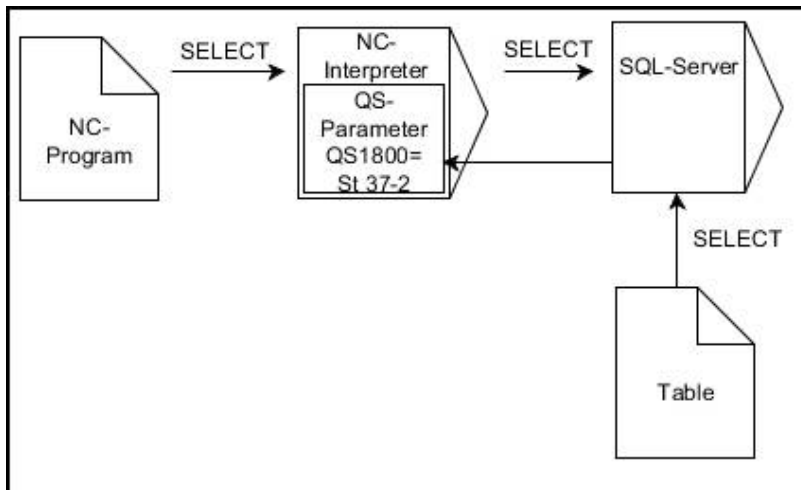 SELECT
NC-
Program
NC-
Interpreter
QS-
Parameter
QS1800=
St 37-2
SELECT
SQL-Server
SELECT
Table